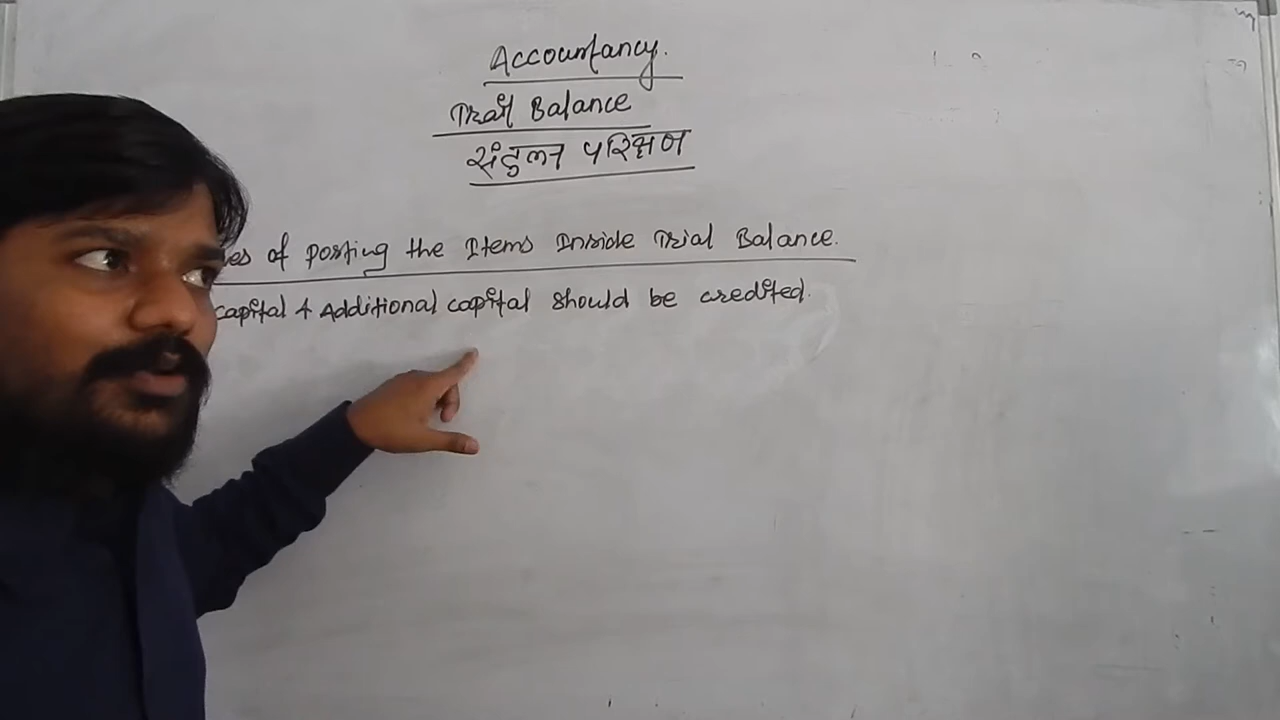 Accountancy.
Trail Balance
संतुलन परिक्षण
es of posting the Items Inside Trial Balance.
capital & Additional capital should be credited.